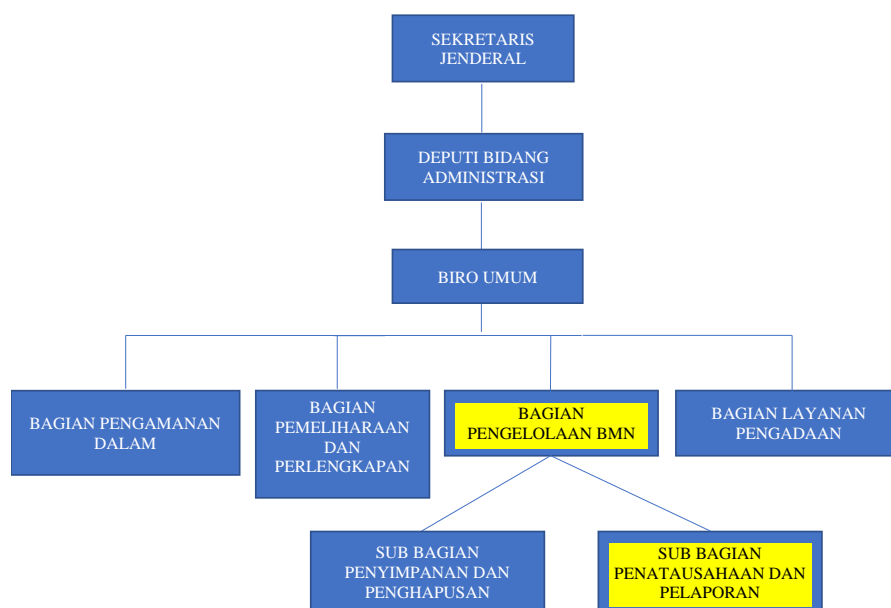 SEKRETARIS
JENDERAL
DEPUTI BIDANG
ADMINISTRASI
BIRO UMUM
BAGIAN PENGAMANAN
DALAM
BAGIAN
PEMELIHARAAN
DAN
PERLENGKAPAN
BAGIAN
PENGELOLAAN BMN
BAGIAN LAYANAN
PENGADAAN
SUB BAGIAN
PENYIMPANAN DAN
PENGHAPUSAN
SUB BAGIAN
PENATAUSAHAAN DAN
PELAPORAN